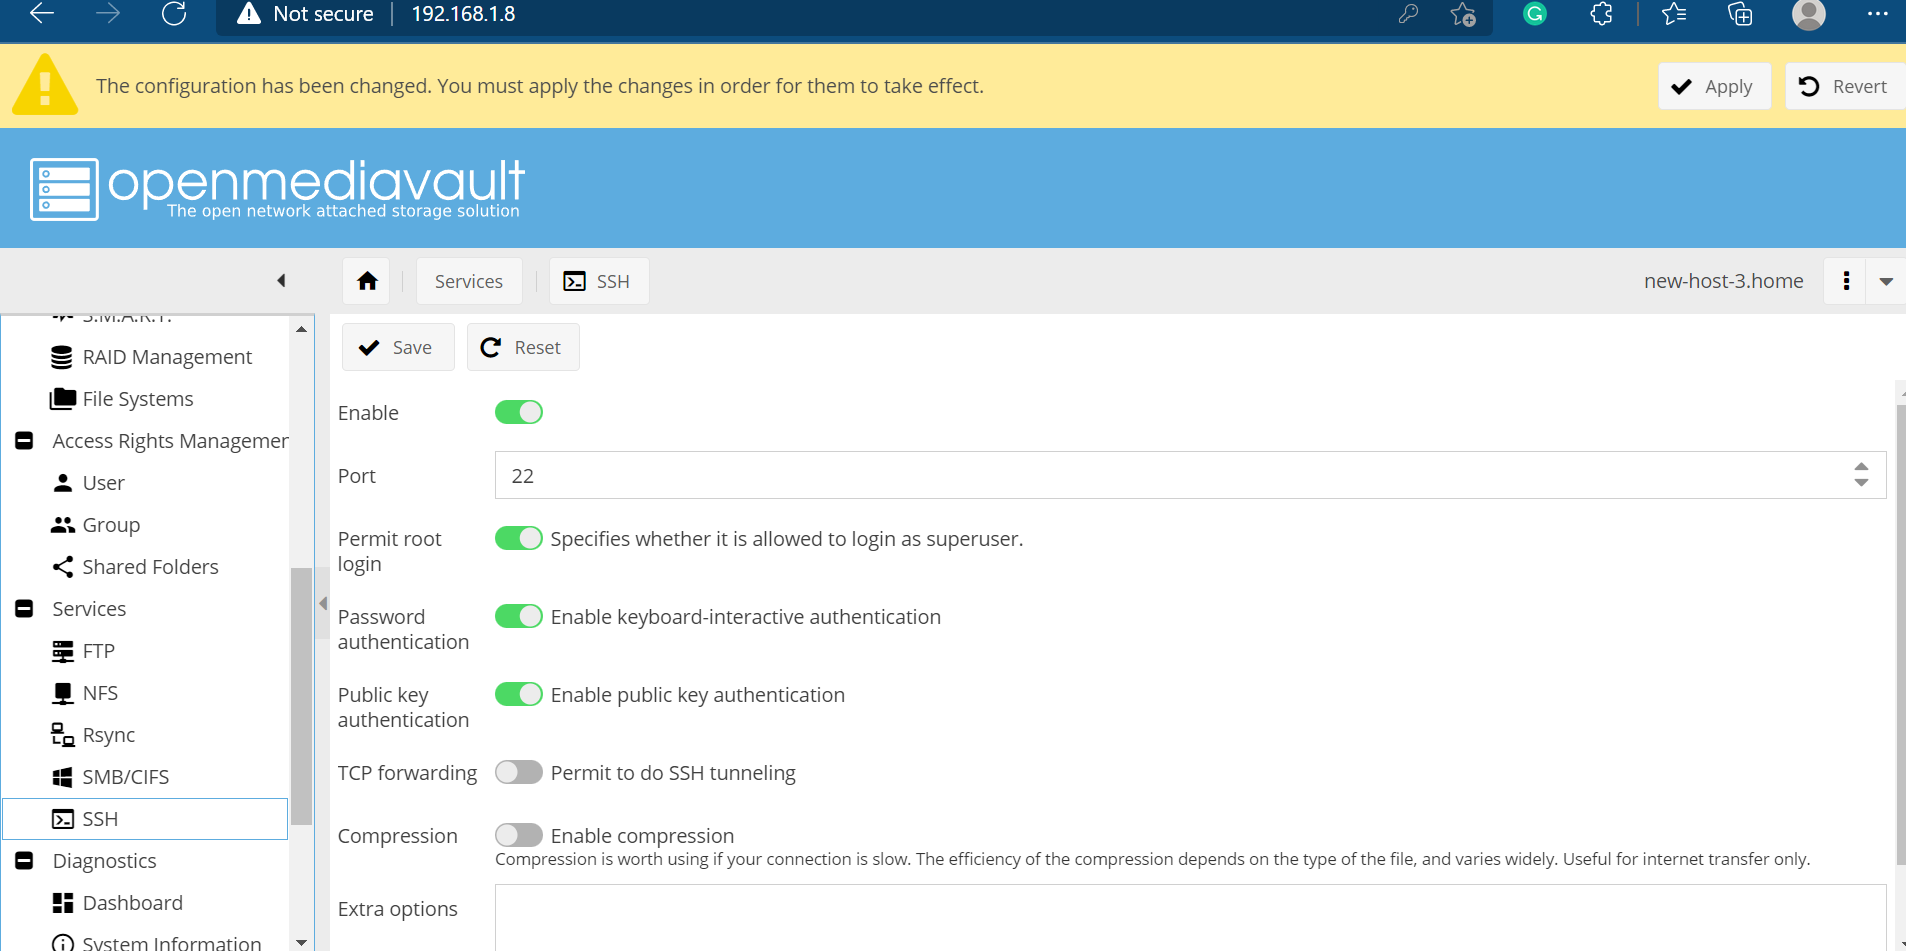 Not secure 192.168.1.8
The configuration has been changed. You must apply the changes in order for them to take effect.
Apply
Revert
openmediavault
The open network attached storage solution
Services
SSH
new-host-3.home
S.M.A.R.T.
RAID Management
File Systems
Access Rights Managemen
User
Group
Shared Folders
Services
FTP
NFS
Rsync
SMB/CIFS
SSH
Diagnostics
Dashboard
System Information
Save
Reset
Enable
Port
22
Permit root
login
Specifies whether it is allowed to login as superuser.
Password
authentication
Enable keyboard-interactive authentication
Public key
authentication
Enable public key authentication
TCP forwarding
Permit to do SSH tunneling
Compression
Enable compression
Compression is worth using if your connection is slow. The efficiency of the compression depends on the type of the file, and varies widely. Useful for internet transfer only.
Extra options